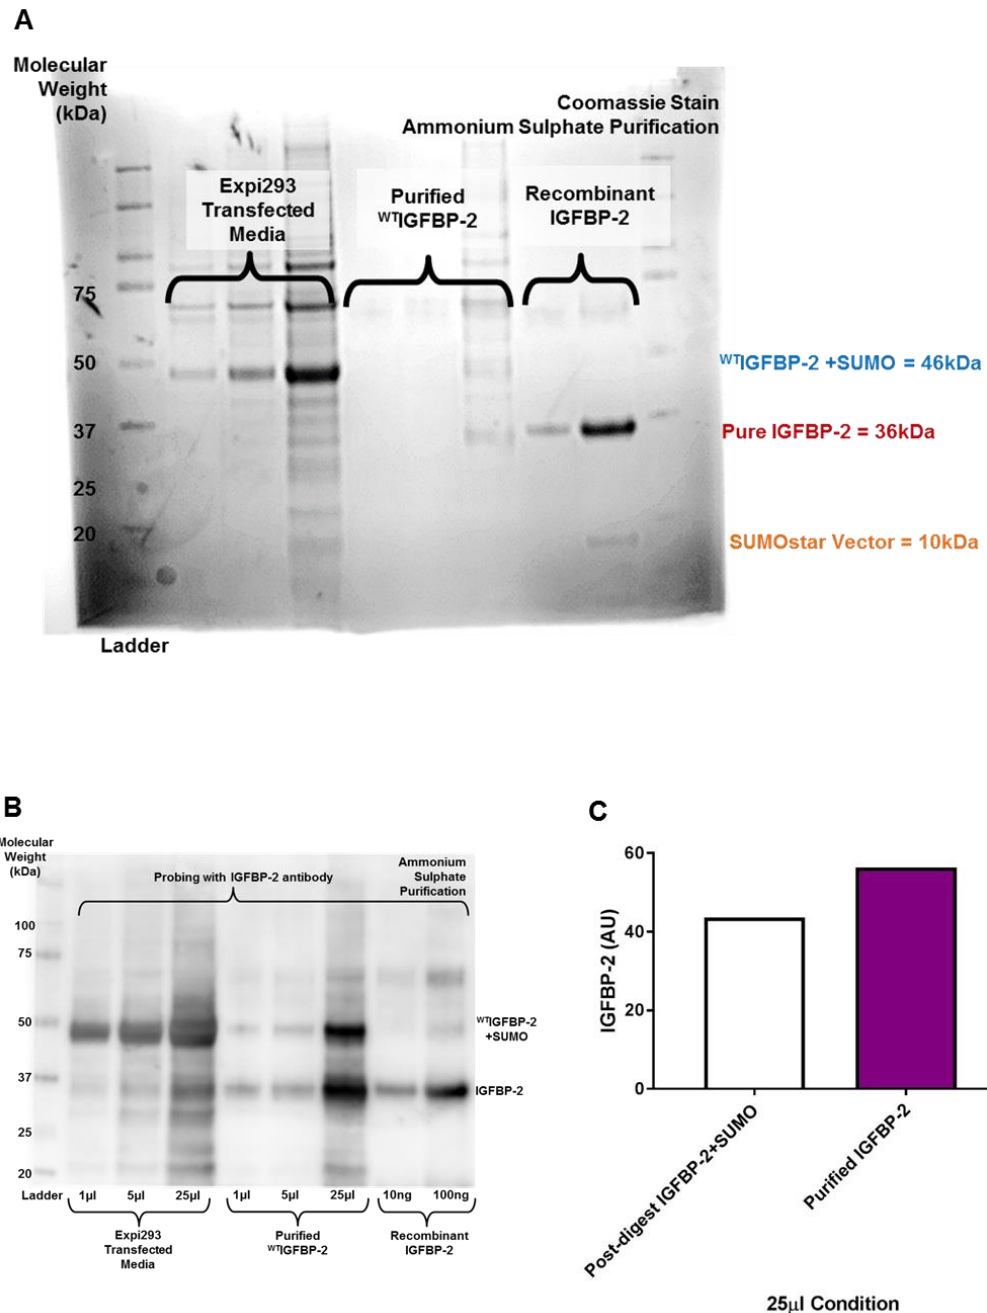 A
Molecular
Weight
(kDa)
Coomassie Stain
Ammonium Sulphate Purification
Expi293
Transfected
Media
Purified
WTIGFBP-2
Recombinant
IGFBP-2
75
50
37
25
20
WTIGFBP-2 +SUMO = 46kDa
Pure IGFBP-2 = 36kDa
SUMOstar Vector = 10kDa
Ladder
B
Molecular
Weight
(kDa)
Probing with IGFBP-2 antibody
Ammonium
Sulphate
Purification
100
75
50
37
25
20
WTIGFBP-2
+SUMO
IGFBP-2
Ladder 1µl 5µl 25µl 1µl 5µl 25µl 10ng 100ng
Expi293
Transfected
Media
Purified
WTIGFBP-2
Recombinant
IGFBP-2
C
IGFBP-2 (AU)
60
40
20
0
Post-digest IGFBP-2+SUMO
Purified IGFBP-2
25µl Condition